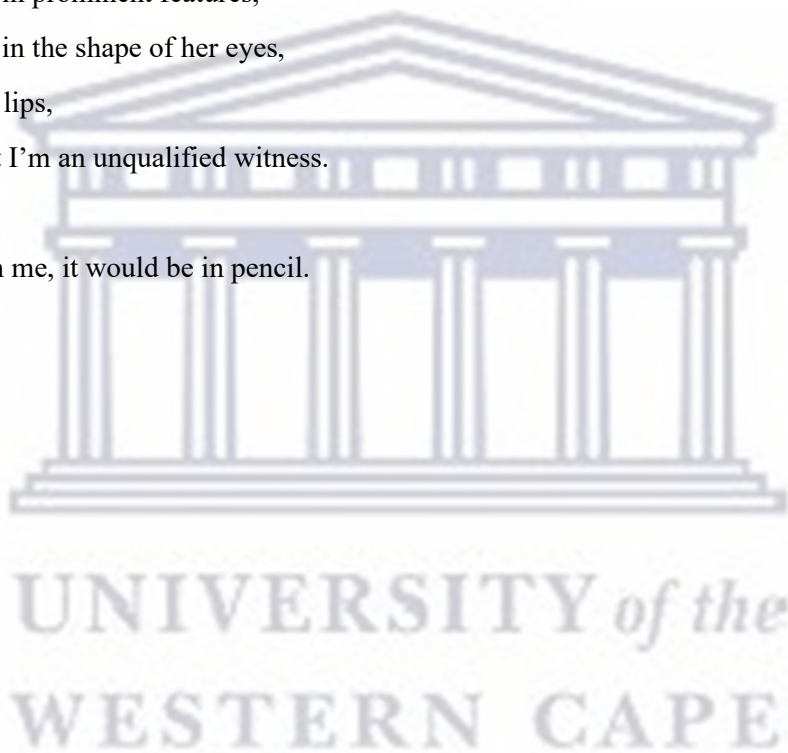 in prominent features,
in the shape of her eyes,
lips,
I'm an unqualified witness.
me, it would be in pencil.
UNIVERSITY of the
WESTERN CAPE